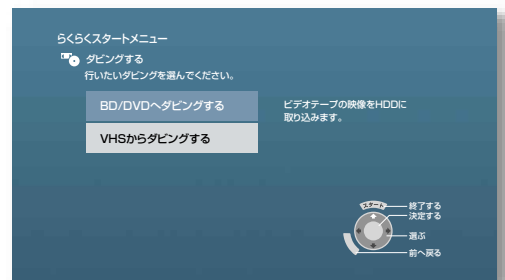 らくらくスタートメニュー
ダビングする
行いたいダビングを選んでください。
BD/DVDへダビングする
ビデオテープの映像をHDDに
取り込みます。
VHSからダビングする
スタート
終了する
決定する
選ぶ
前へ戻る